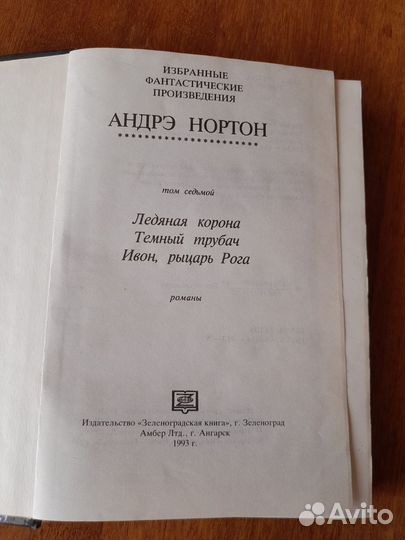 ИЗБРАННЫЕ
ФАНТАСТИЧЕСКИЕ
ПРОИЗВЕДЕНИЯ
АНДРЭ НОРТОН
том седьмой
Ледяная корона
Темный трубач
Ивон, рыцарь Рога
романы
Издательство «Зеленоградская книга», г. Зеленоград
Амбер Лтд., г. Ангарск
1993 г.
Avito